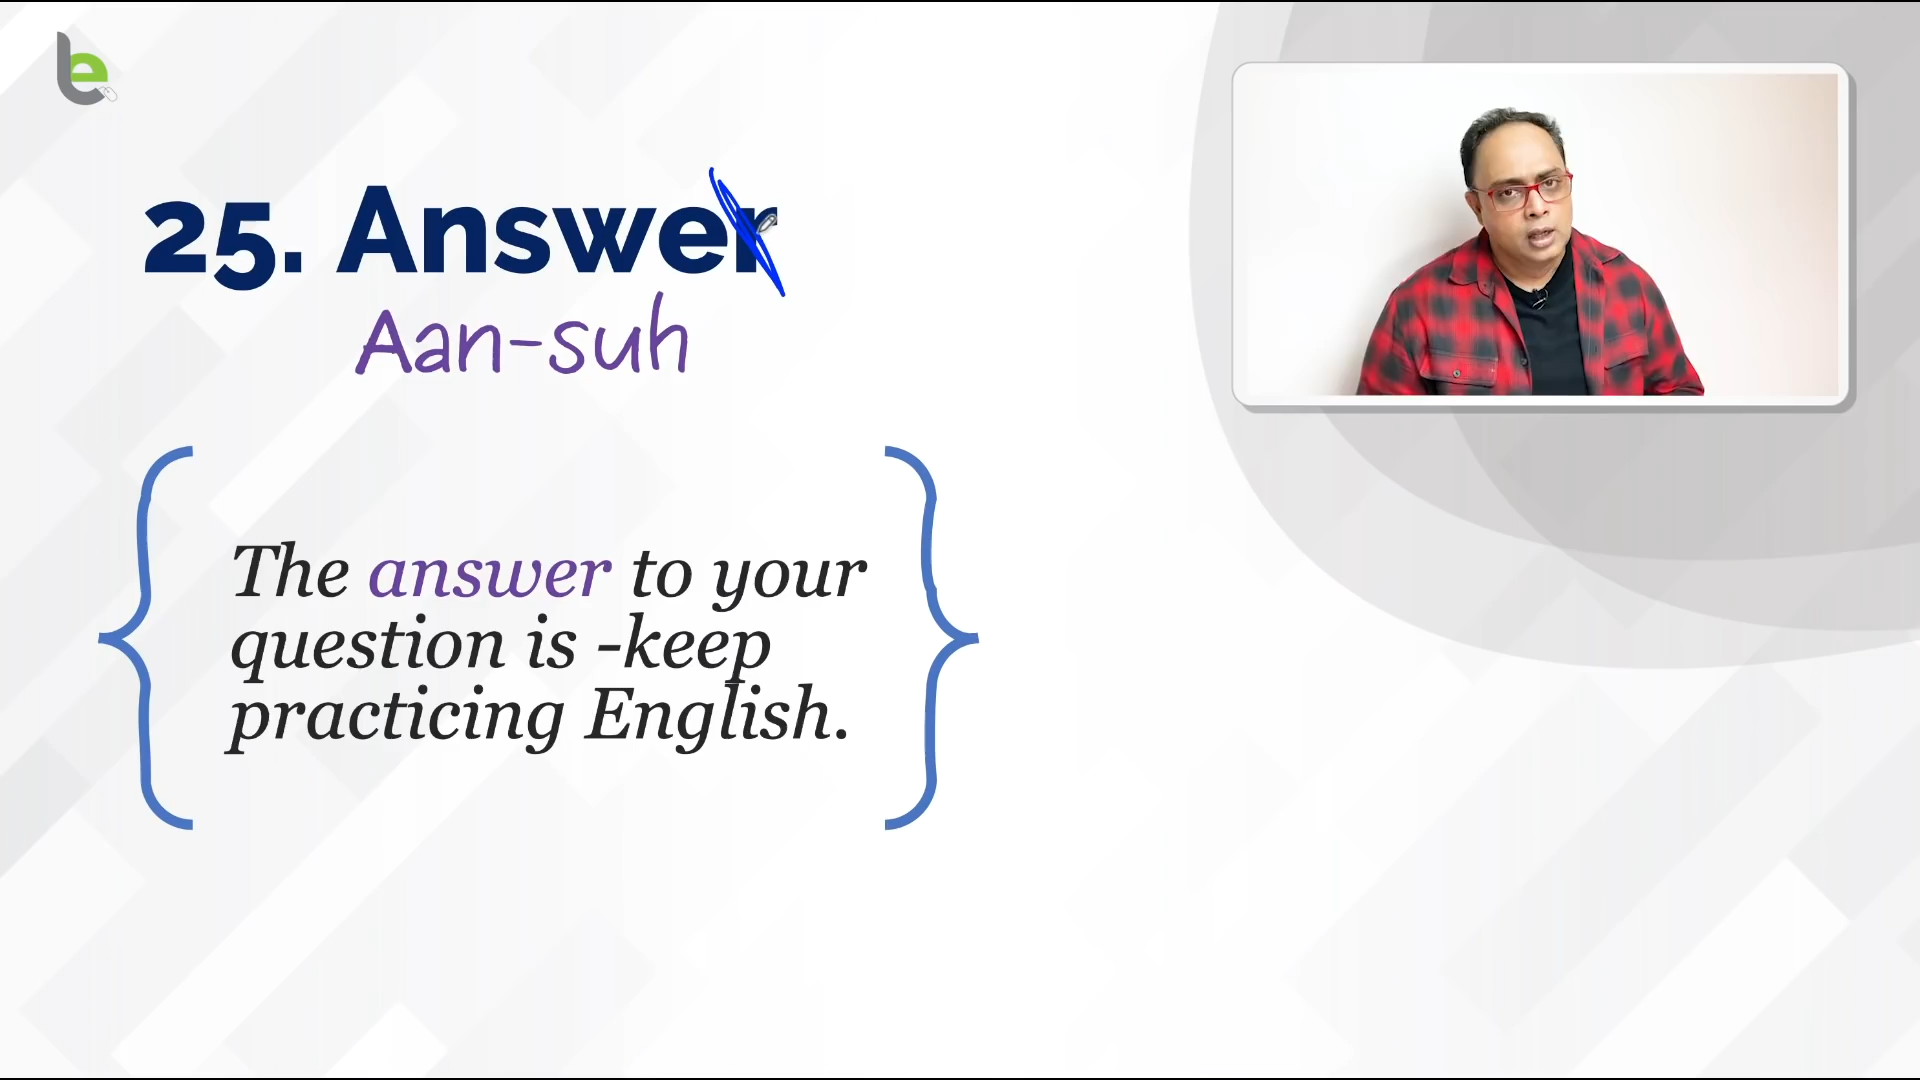 25. Answer
Aan-suh
The answer to your
question is -keep
practicing English.